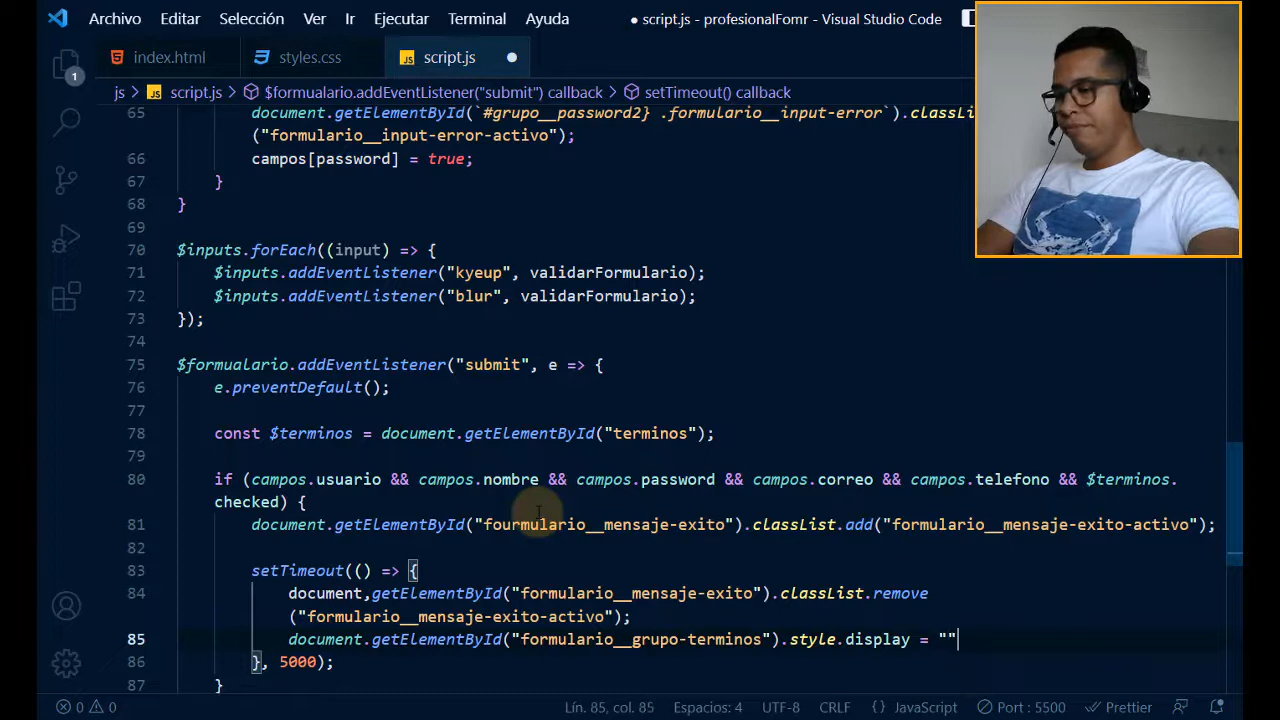 Archivo Editar Selección Ver Ir Ejecutar Terminal Ayuda ● script.js - profesionalFomr - Visual Studio Code
index.html styles.css JS script.js ●
1
js > JS script.js > $formualario.addEventListener("submit") callback > setTimeout() callback
65 document.getElementById(`#grupo__password2} .formulario__input-error`).classLi
("formulario__input-error-activo");
66 campos[password] = true;
67 }
68 }
69
70 $inputs.forEach((input) => {
71 $inputs.addEventListener("kyeup", validarFormulario);
72 $inputs.addEventListener("blur", validarFormulario);
73 });
74
75 $formualario.addEventListener("submit", e => {
76 e.preventDefault();
77
78 const $terminos = document.getElementById("terminos");
79
80 if (campos.usuario && campos.nombre && campos.password && campos.correo && campos.telefono && $terminos.
checked) {
81 document.getElementById("fourmulario__mensaje-exito").classList.add("formulario__mensaje-exito-activo");
82
83 setTimeout(() => {
84 document,getElementById("formulario__mensaje-exito").classList.remove
("formulario__mensaje-exito-activo");
85 document.getElementById("formulario__grupo-terminos").style.display = ""
86 }, 5000);
87 }
0 0 Lín. 85, col. 85 Espacios: 4 UTF-8 CRLF {} JavaScript Port : 5500 Prettier